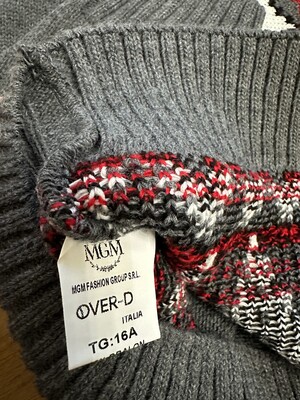 MGM
MGM FASHION GROUP S.R.L.
OVER-D
ITALIA
TG:16A